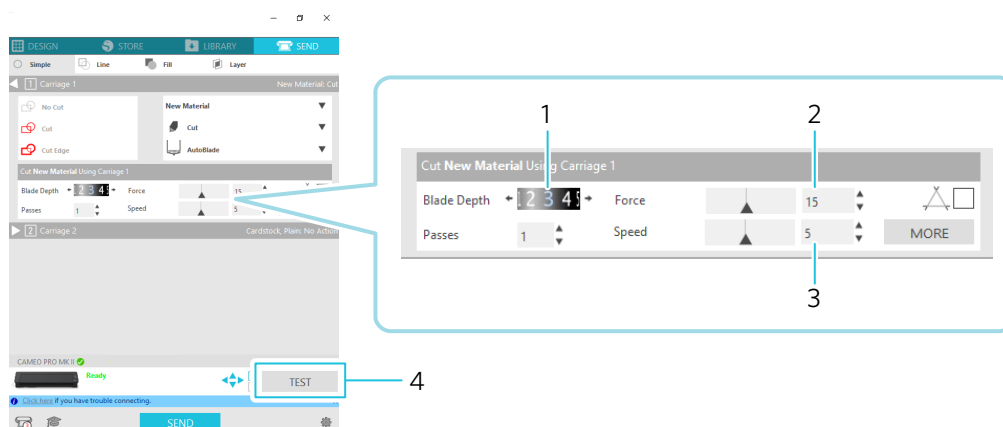 DESIGN STORE LIBRARY SEND
Simple Line Fill Layer
1 Carriage 1 New Material: Cut
No Cut New Material
Cut Cut
Cut Edge AutoBlade
Cut New Material Using Carriage 1
Blade Depth 2 3 4 Force 15
Passes 1 Speed 5
2 Carriage 2 Cardstock, Plain: No Action
CAMEO PRO MK II
Ready
TEST
Click here if you have trouble connecting.
SEND
1 2
Cut New Material Using Carriage 1
Blade Depth 1 2 3 4 5 Force 15
Passes 1 Speed 5 MORE
3
4